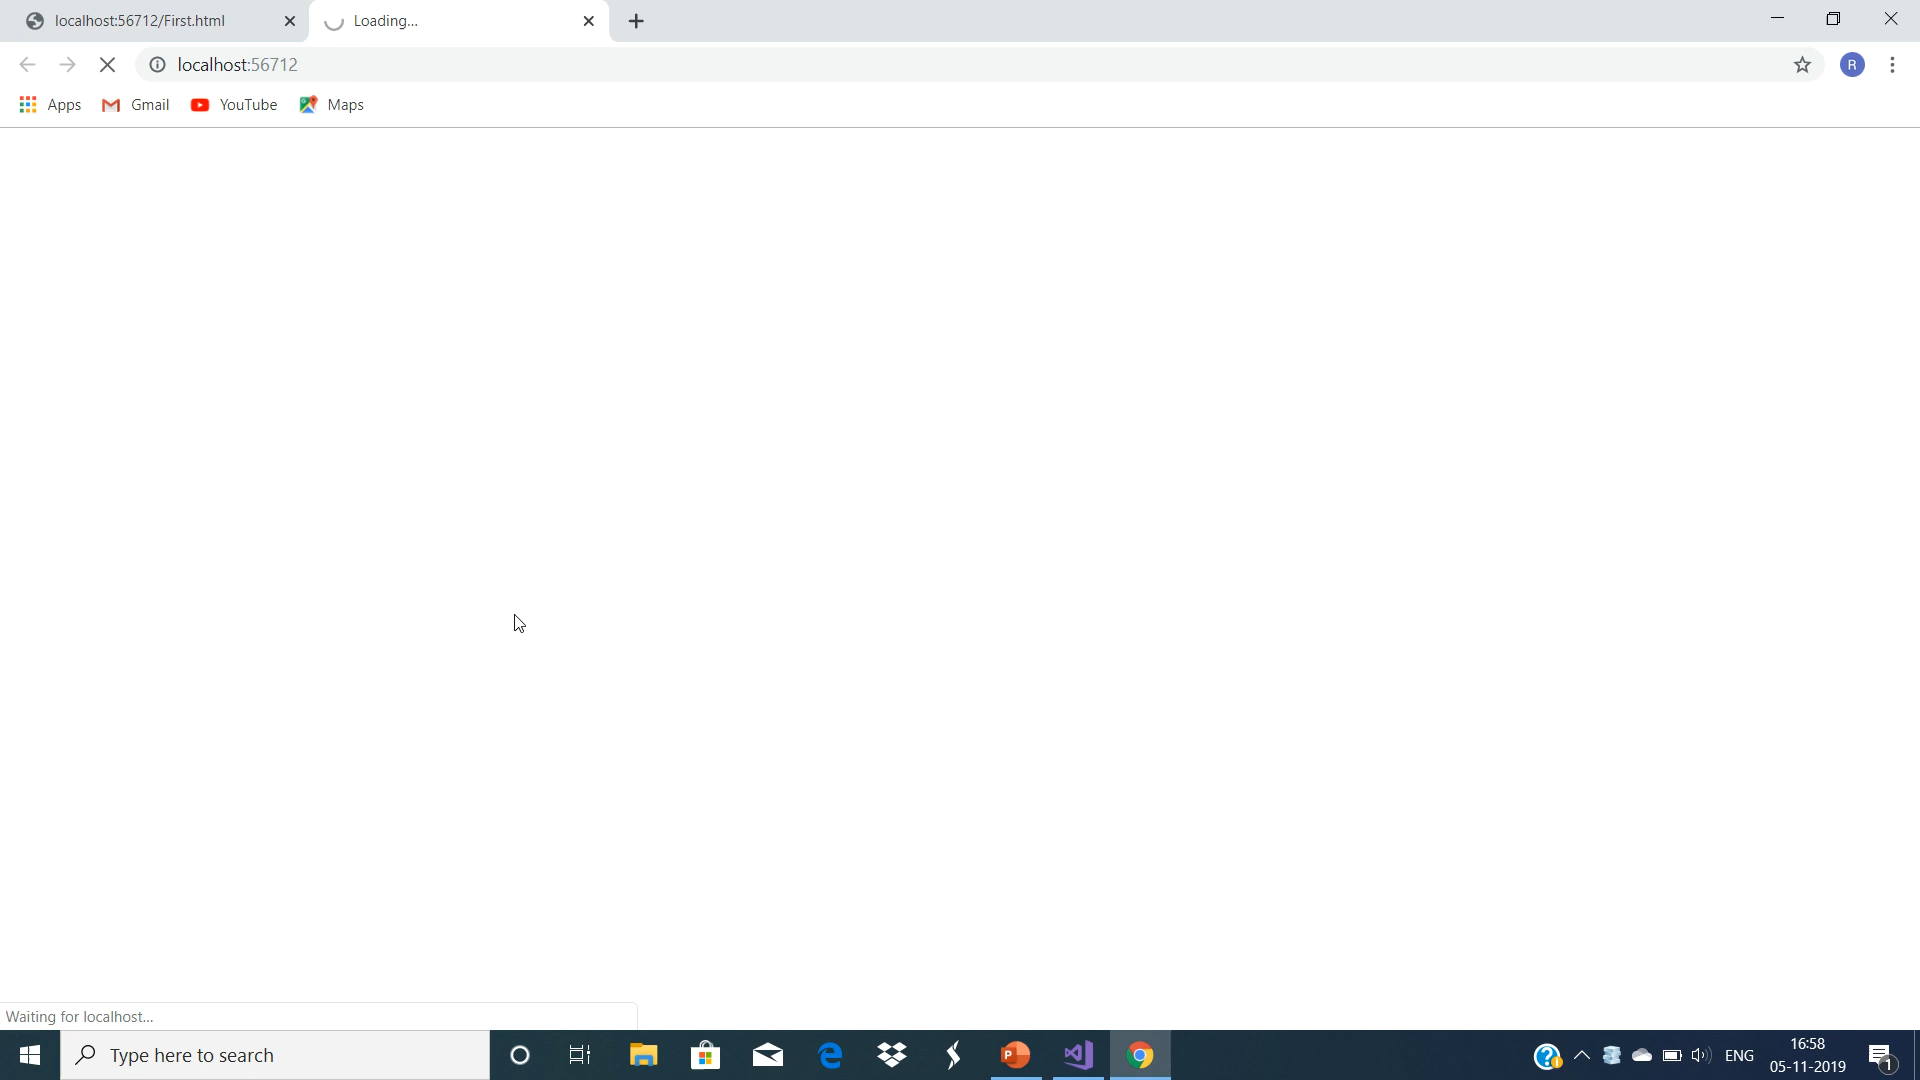 localhost:56712/First.html
Loading...
localhost:56712
R
Apps
Gmail
YouTube
Maps
Waiting for localhost...
Type here to search
P
ENG
16:58
05-11-2019
1